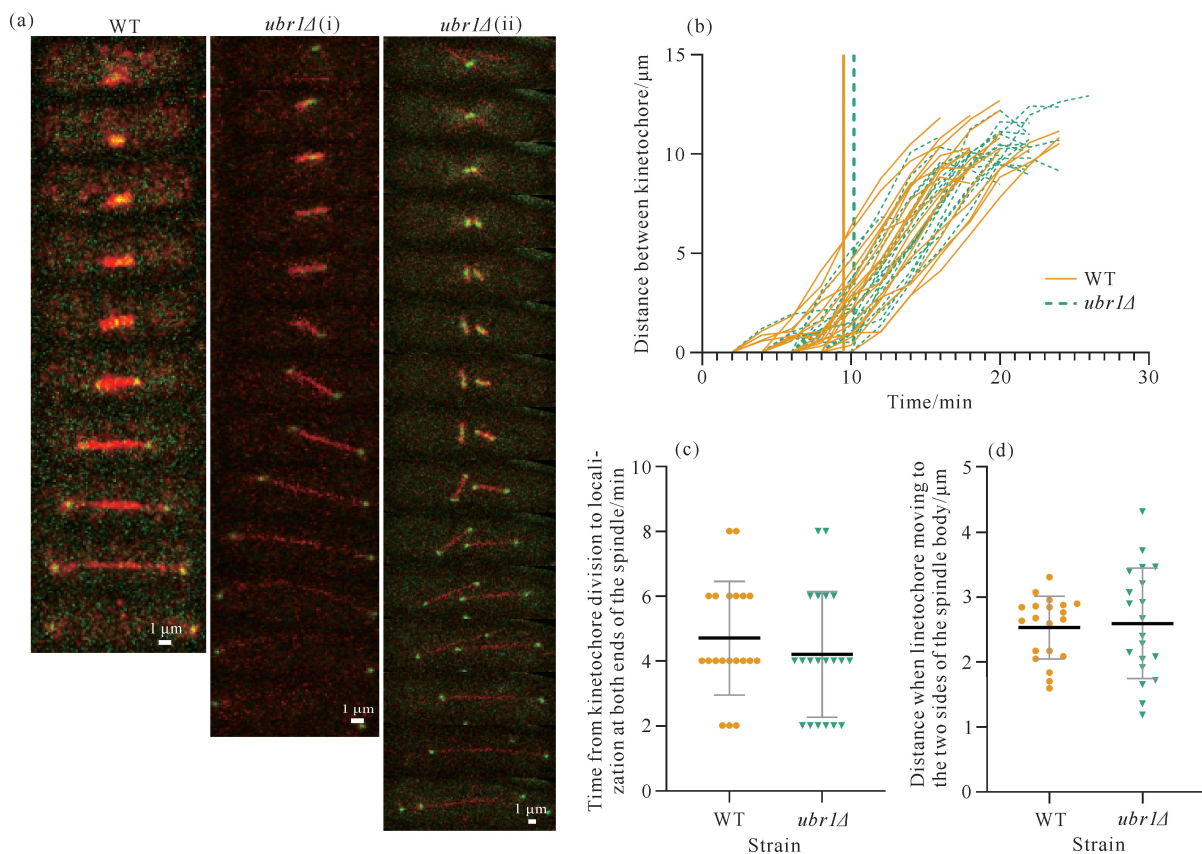 (a)
WT
ubr1Δ(i)
ubr1Δ(ii)
1 μm
1 μm
1 μm
(b)
Distance between kinetochore/μm
15
10
5
0
WT
ubr1Δ
0
10
20
30
Time/min
(c)
Time from kinetochore division to locali-
zation at both ends of the spindle/min
10
8
6
4
2
0
WT
ubr1Δ
Strain
(d)
Distance when linetochore moving to
the two sides of the spindle body/μm
5
4
3
2
1
0
WT
ubr1Δ
Strain